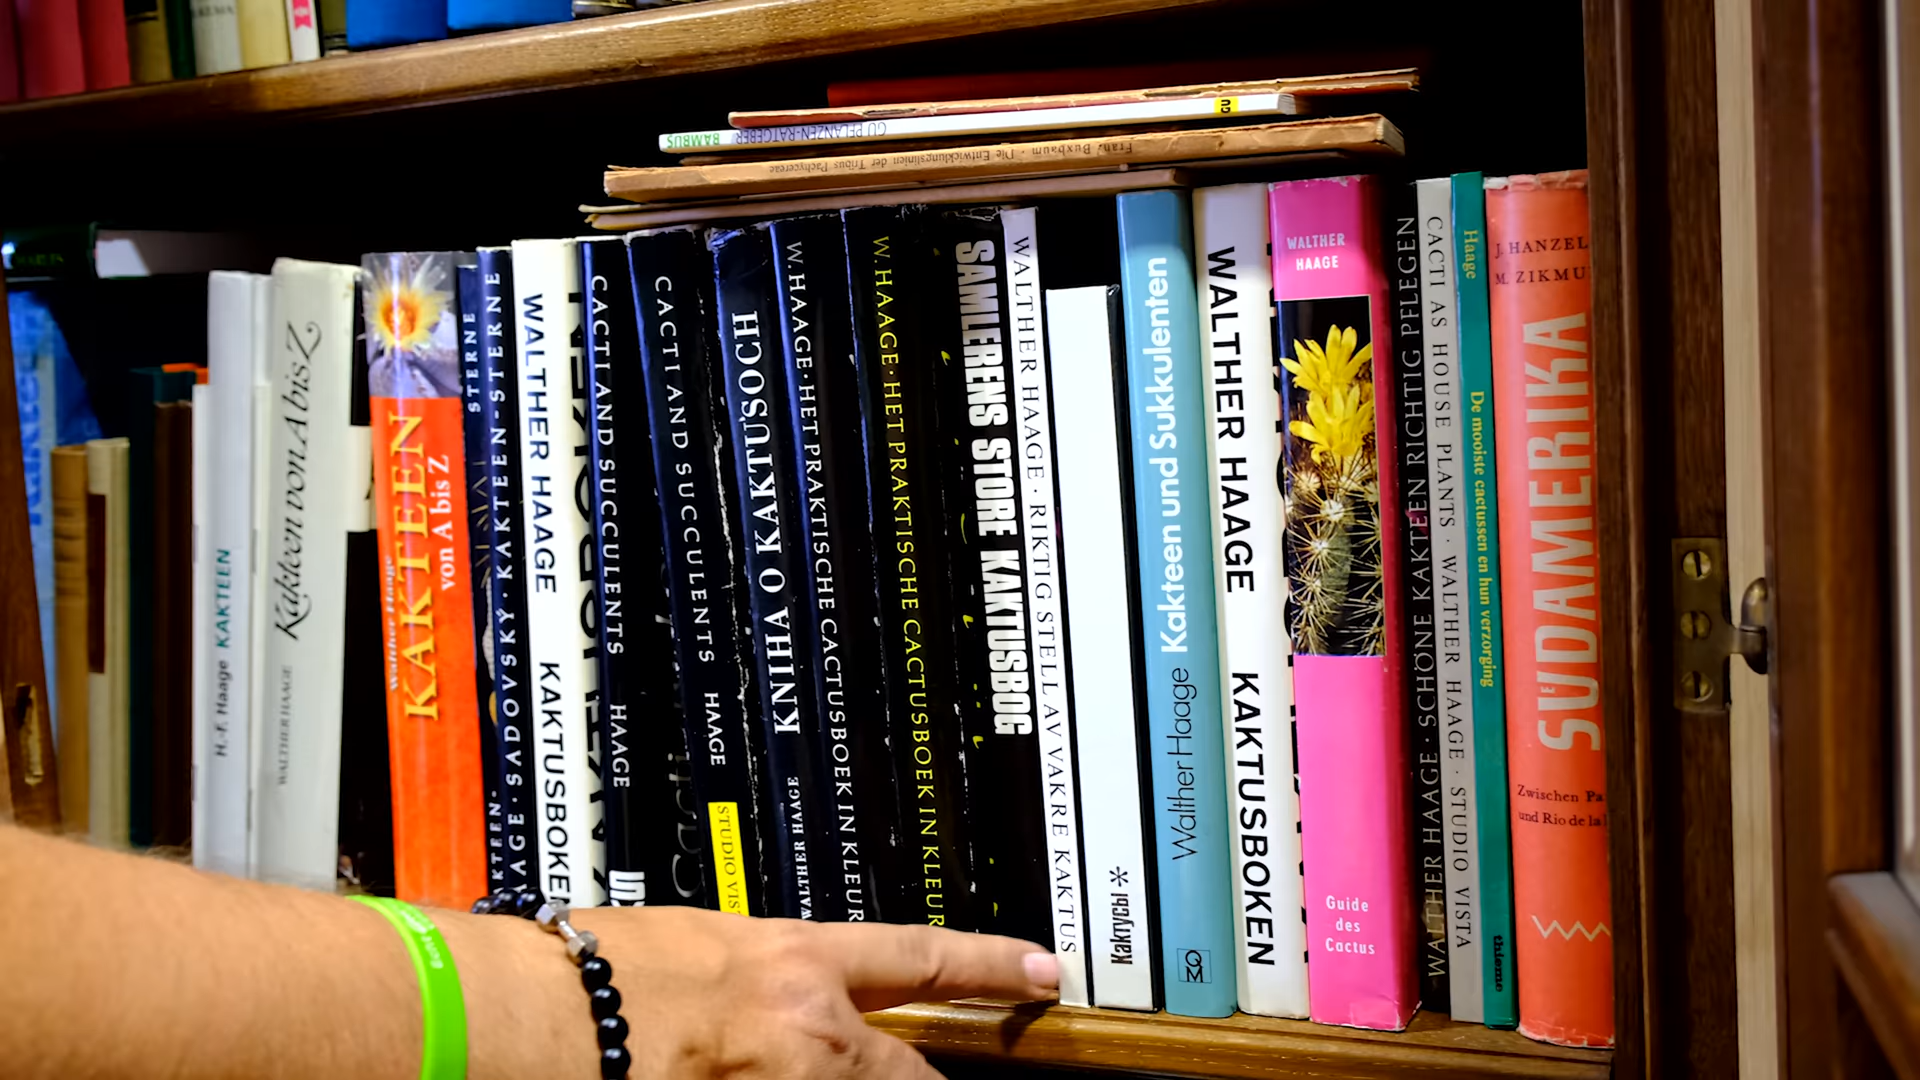 BAMBUS GU PFLANZEN-RATGEBER
GU
Franz Buxbaum · Die Entwicklungslinien der Tribus Pachycereae
H.-F. Haage KAKTEEN
WALTHER HAAGE Kakteen von A bis Z
Walther Haage
KAKTEEN
von A bis Z
STERNE
HAAGE·SADOVSKÝ·KAKTEEN-STERNE
WALTHER HAAGE KAKTUSBOKEN
CACTI AND SUCCULENTS HAAGE
CACTI AND SUCCULENTS HAAGE
STUDIO VIS
KNIHA O KAKTUSOCH
WALTHER HAAGE
W. HAAGE·HET PRAKTISCHE CACTUSBOEK IN KLEUR
W. HAAGE·HET PRAKTISCHE CACTUSBOEK IN KLEUR
SAMLERENS STORE KAKTUSBOG
WALTHER HAAGE·RIKTIG STELL AV VAKRE KAKTUS
Кактусы *
Walther Haage Kakteen und Sukkulenten
WALTHER HAAGE KAKTUSBOKEN
WALTHER
HAAGE
Guide
des
Cactus
WALTHER HAAGE · SCHÖNE KAKTEEN RICHTIG PFLEGEN
CACTI AS HOUSE PLANTS · WALTHER HAAGE · STUDIO VISTA
Haage De mooiste cactussen en hun verzorging
thieme
J. HANZEL
M. ZIKMU
SÜDAMERIKA
Zwischen Pa
und Rio de la